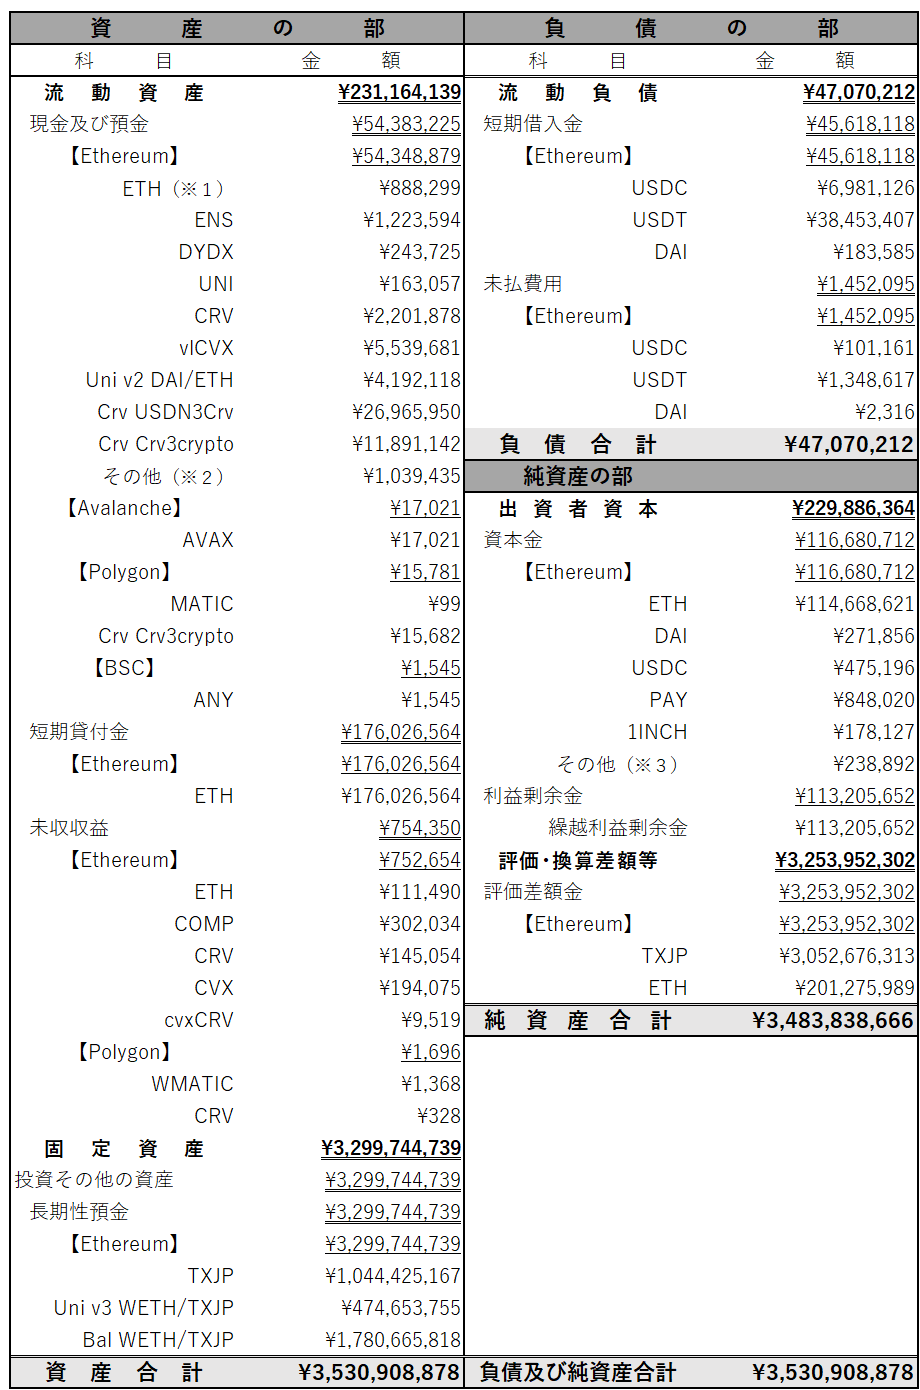 資産の部
科目 金額
流動資産 ¥231,164,139
現金及び預金 ¥54,383,225
【Ethereum】 ¥54,348,879
ETH（※１） ¥888,299
ENS ¥1,223,594
DYDX ¥243,725
UNI ¥163,057
CRV ¥2,201,878
vlCVX ¥5,539,681
Uni v2 DAI/ETH ¥4,192,118
Crv USDN3Crv ¥26,965,950
Crv Crv3crypto ¥11,891,142
その他（※２） ¥1,039,435
【Avalanche】 ¥17,021
AVAX ¥17,021
【Polygon】 ¥15,781
MATIC ¥99
Crv Crv3crypto ¥15,682
【BSC】 ¥1,545
ANY ¥1,545
短期貸付金 ¥176,026,564
【Ethereum】 ¥176,026,564
ETH ¥176,026,564
未収収益 ¥754,350
【Ethereum】 ¥752,654
ETH ¥111,490
COMP ¥302,034
CRV ¥145,054
CVX ¥194,075
cvxCRV ¥9,519
【Polygon】 ¥1,696
WMATIC ¥1,368
CRV ¥328
固定資産 ¥3,299,744,739
投資その他の資産 ¥3,299,744,739
長期性預金 ¥3,299,744,739
【Ethereum】 ¥3,299,744,739
TXJP ¥1,044,425,167
Uni v3 WETH/TXJP ¥474,653,755
Bal WETH/TXJP ¥1,780,665,818
資産合計 ¥3,530,908,878
負債の部
科目 金額
流動負債 ¥47,070,212
短期借入金 ¥45,618,118
【Ethereum】 ¥45,618,118
USDC ¥6,981,126
USDT ¥38,453,407
DAI ¥183,585
未払費用 ¥1,452,095
【Ethereum】 ¥1,452,095
USDC ¥101,161
USDT ¥1,348,617
DAI ¥2,316
負債合計 ¥47,070,212
純資産の部
出資者資本 ¥229,886,364
資本金 ¥116,680,712
【Ethereum】 ¥116,680,712
ETH ¥114,668,621
DAI ¥271,856
USDC ¥475,196
PAY ¥848,020
1INCH ¥178,127
その他（※３） ¥238,892
利益剰余金 ¥113,205,652
繰越利益剰余金 ¥113,205,652
評価・換算差額等 ¥3,253,952,302
評価差額金 ¥3,253,952,302
【Ethereum】 ¥3,253,952,302
TXJP ¥3,052,676,313
ETH ¥201,275,989
純資産合計 ¥3,483,838,666
負債及び純資産合計 ¥3,530,908,878